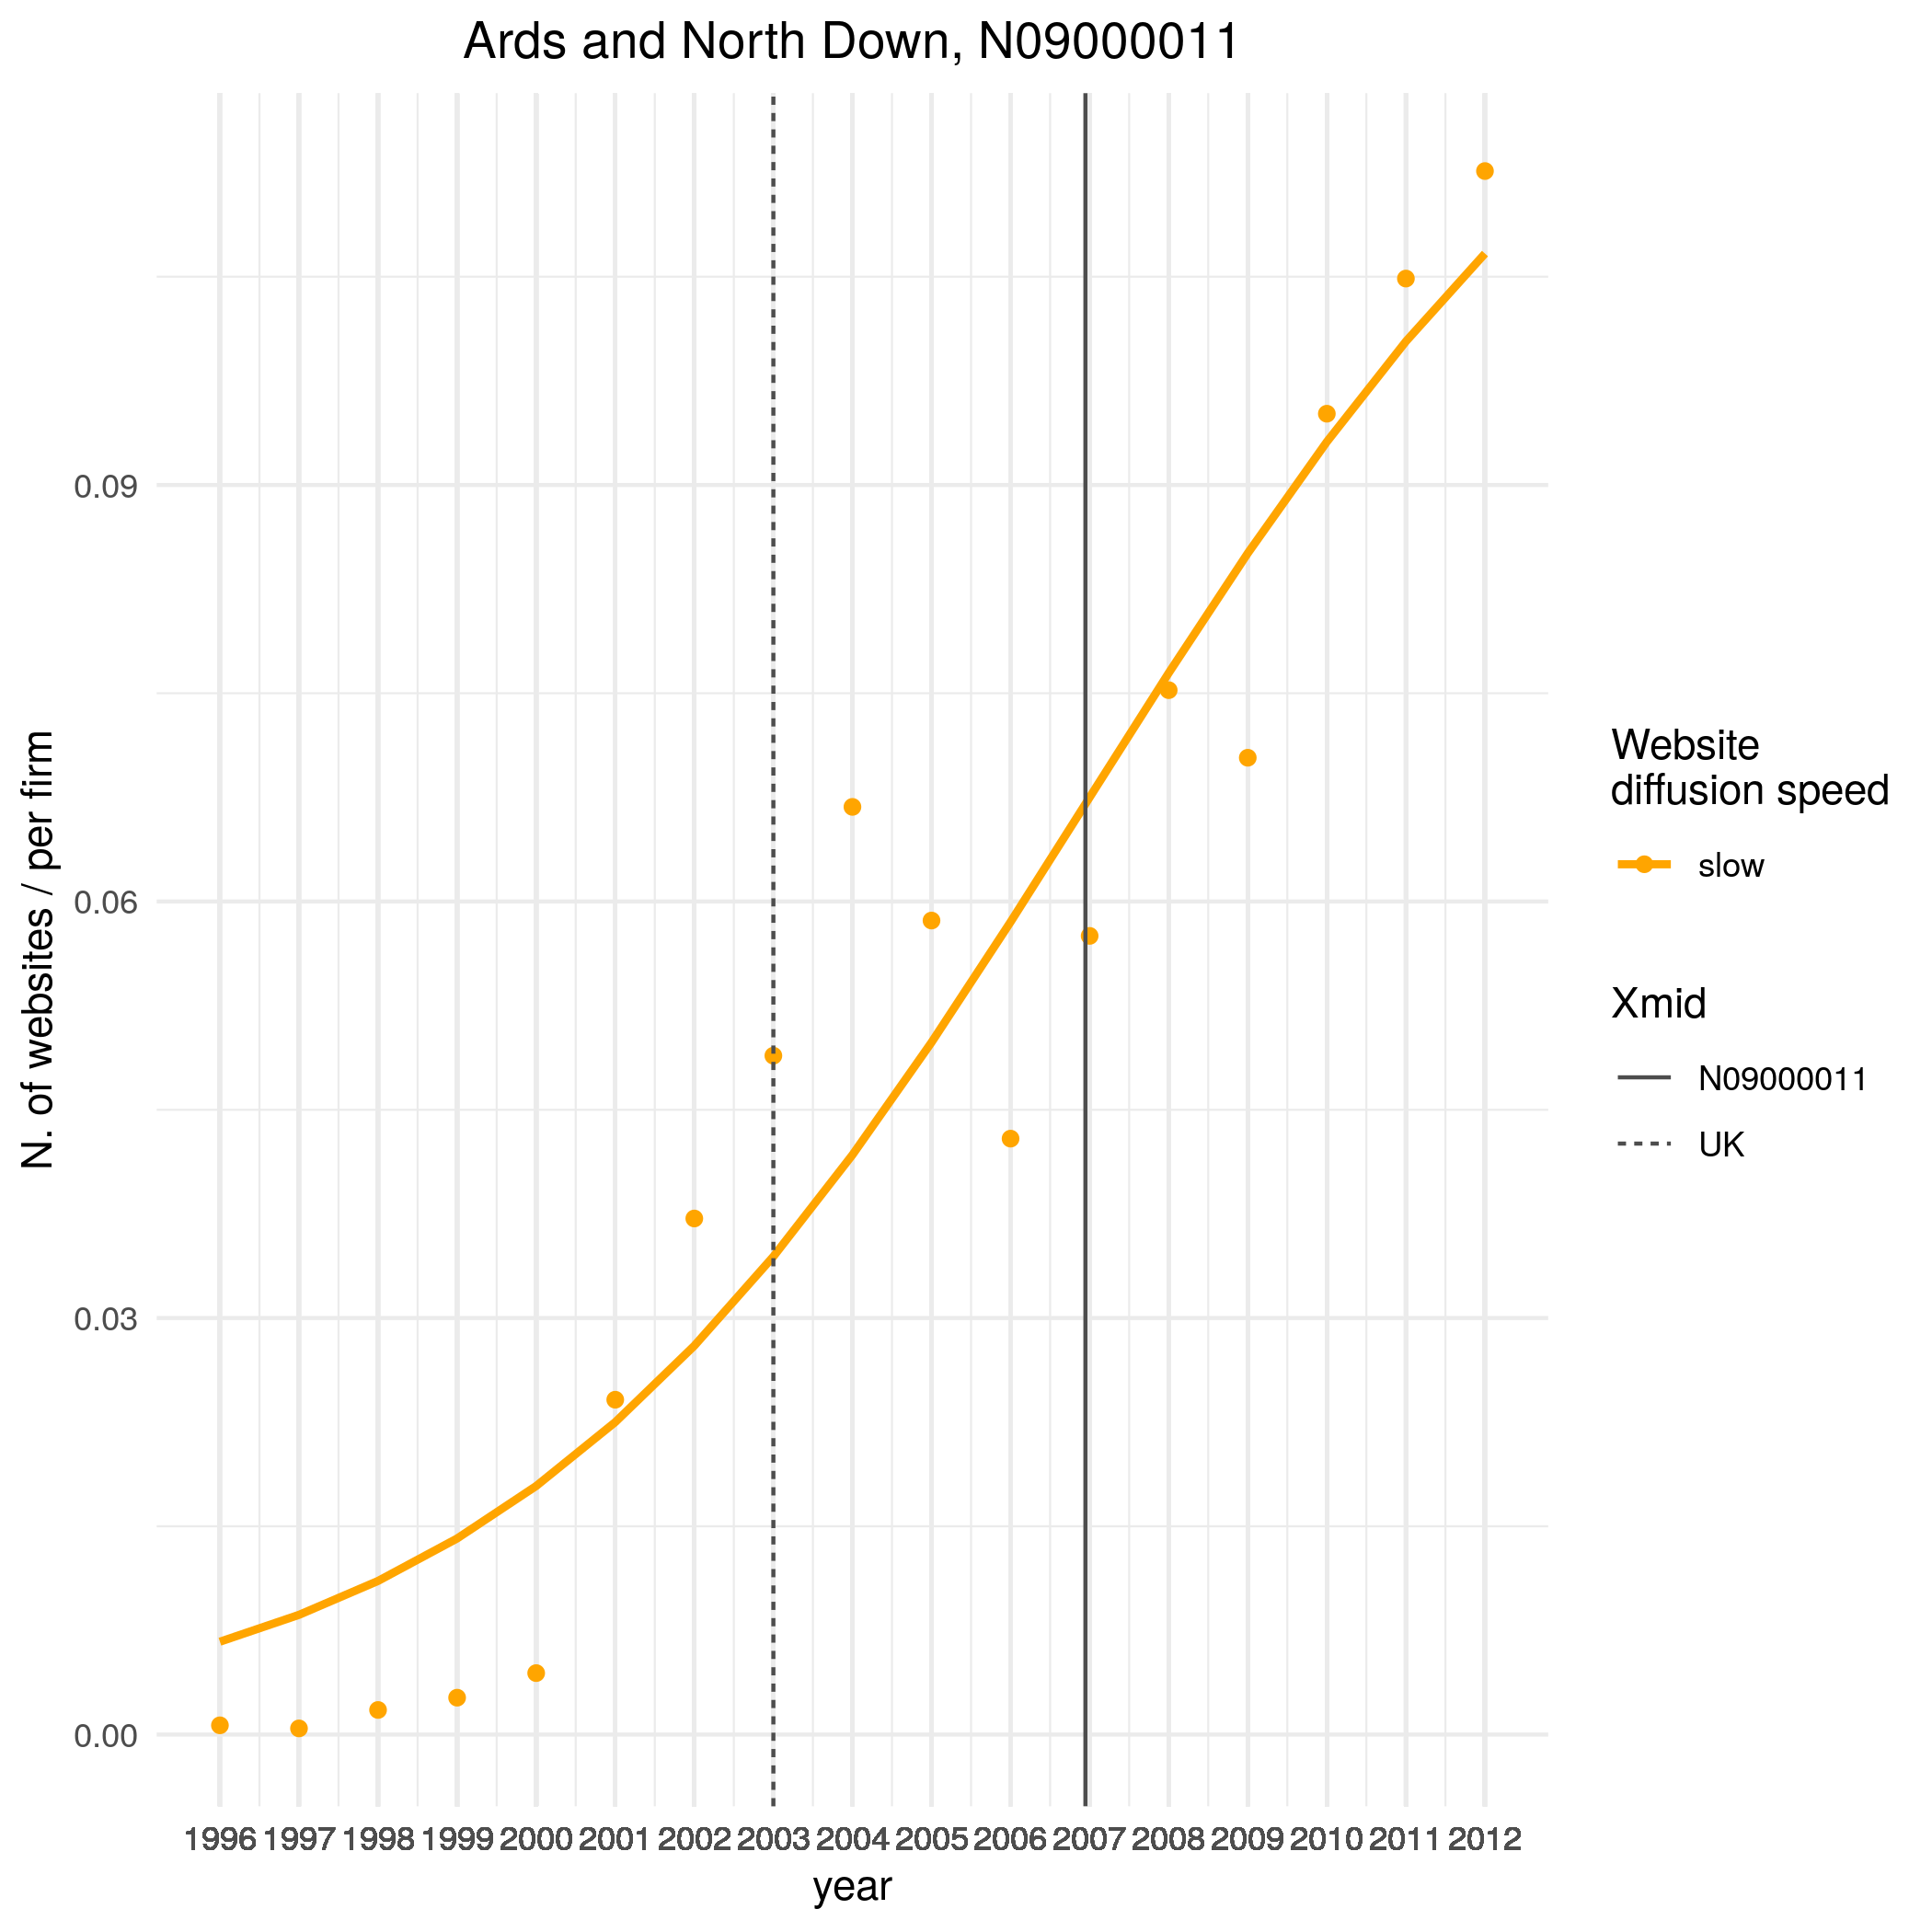 Ards and North Down, N09000011
N. of websites / per firm
0.09
0.06
0.03
0.00
1996 1997 1998 1999 2000 2001 2002 2003 2004 2005 2006 2007 2008 2009 2010 2011 2012
year
Website
diffusion speed
slow
Xmid
N09000011
UK